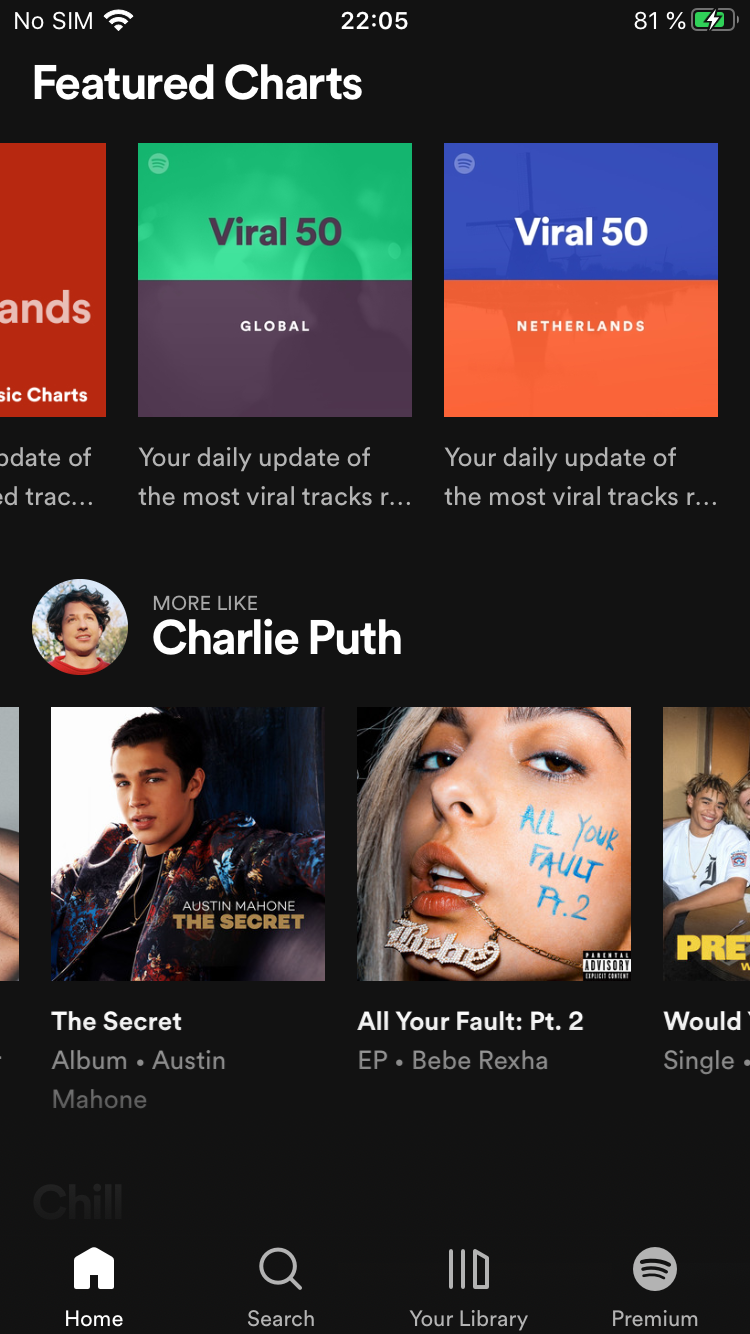 No SIM 22:05 81 %
Featured Charts
ands
sic Charts
Viral 50
GLOBAL
Viral 50
NETHERLANDS
date of
ed trac...
Your daily update of
the most viral tracks r...
Your daily update of
the most viral tracks r...
MORE LIKE
Charlie Puth
AUSTIN MAHONE
THE SECRET
ALL YOUR
FAULT
Pt.2
Bebe
PARENTAL
ADVISORY
EXPLICIT CONTENT
PRE
The Secret
Album • Austin
Mahone
All Your Fault: Pt. 2
EP • Bebe Rexha
Would
Single •
Chill
Home
Search
Your Library
Premium